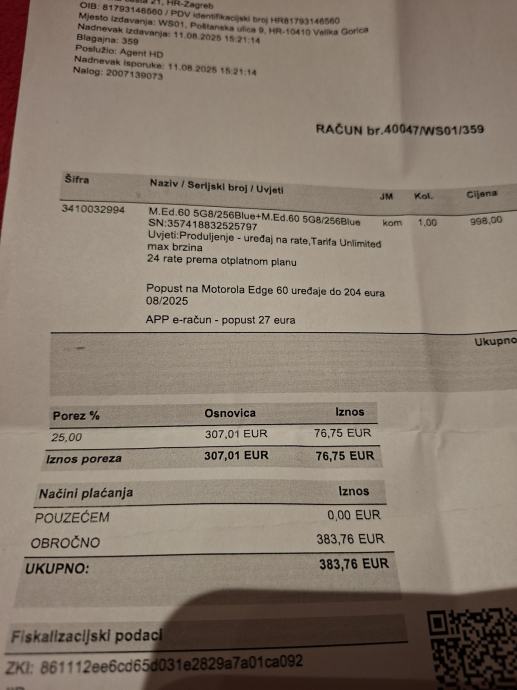 21, HR-Zagreb
OIB: 81793146560 / PDV identifikacijski broj HR81793146560
Mjesto izdavanja: WS01, Poštanska ulica 9, HR-10410 Velika Gorica
Nadnevak izdavanja: 11.08.2025 15:21:14
Blagajna: 359
Poslužio: Agent HD
Nadnevak isporuke: 11.08.2025 15:21:14
Nalog: 2007139073
RAČUN br.40047/WS01/359
Šifra Naziv / Serijski broj / Uvjeti JM Kol. Cijena
3410032994 M.Ed.60 5G8/256Blue+M.Ed.60 5G8/256Blue kom 1,00 998,00
SN:357418832525797
Uvjeti:Produljenje - uređaj na rate,Tarifa Unlimited
max brzina
24 rate prema otplatnom planu
Popust na Motorola Edge 60 uređaje do 204 eura
08/2025
APP e-račun - popust 27 eura
Ukupno
Porez % Osnovica Iznos
25,00 307,01 EUR 76,75 EUR
Iznos poreza 307,01 EUR 76,75 EUR
Načini plaćanja Iznos
POUZEĆEM 0,00 EUR
OBROČNO 383,76 EUR
UKUPNO: 383,76 EUR
Fiskalizacijski podaci
ZKI: 861112ee6cd65d031e2829a7a01ca092